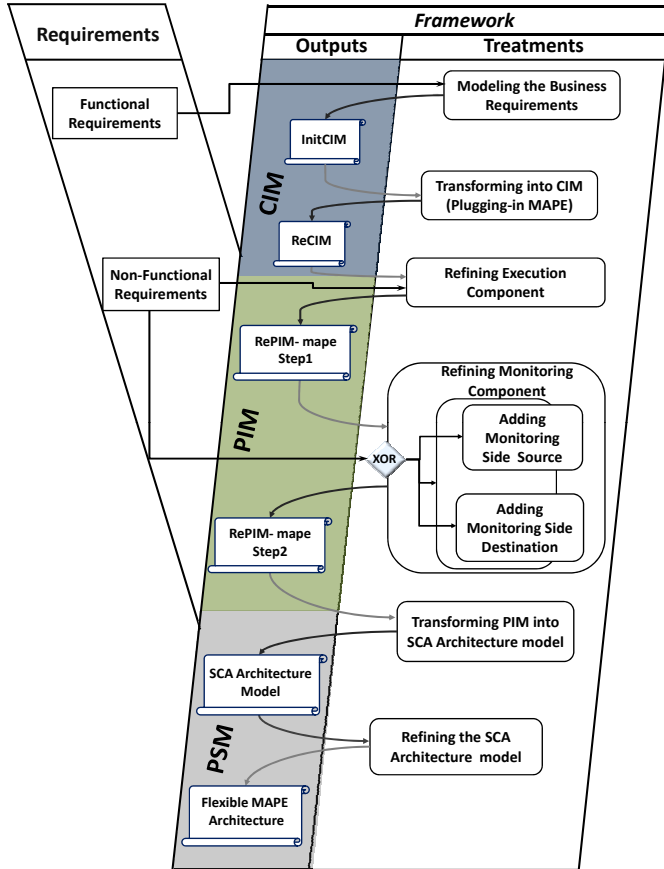 Requirements
Framework
Outputs
Treatments
Functional
Requirements
Modeling the Business
Requirements
InitCIM
CIM
Transforming into CIM
(Plugging-in MAPE)
ReCIM
Non-Functional
Requirements
Refining Execution
Component
RePIM- mape
Step1
Refining Monitoring
Component
PIM
Adding
Monitoring
Side Source
XOR
Adding
Monitoring Side
Destination
RePIM- mape
Step2
Transforming PIM into
SCA Architecture model
SCA Architecture
Model
PSM
Refining the SCA
Architecture model
Flexible MAPE
Architecture